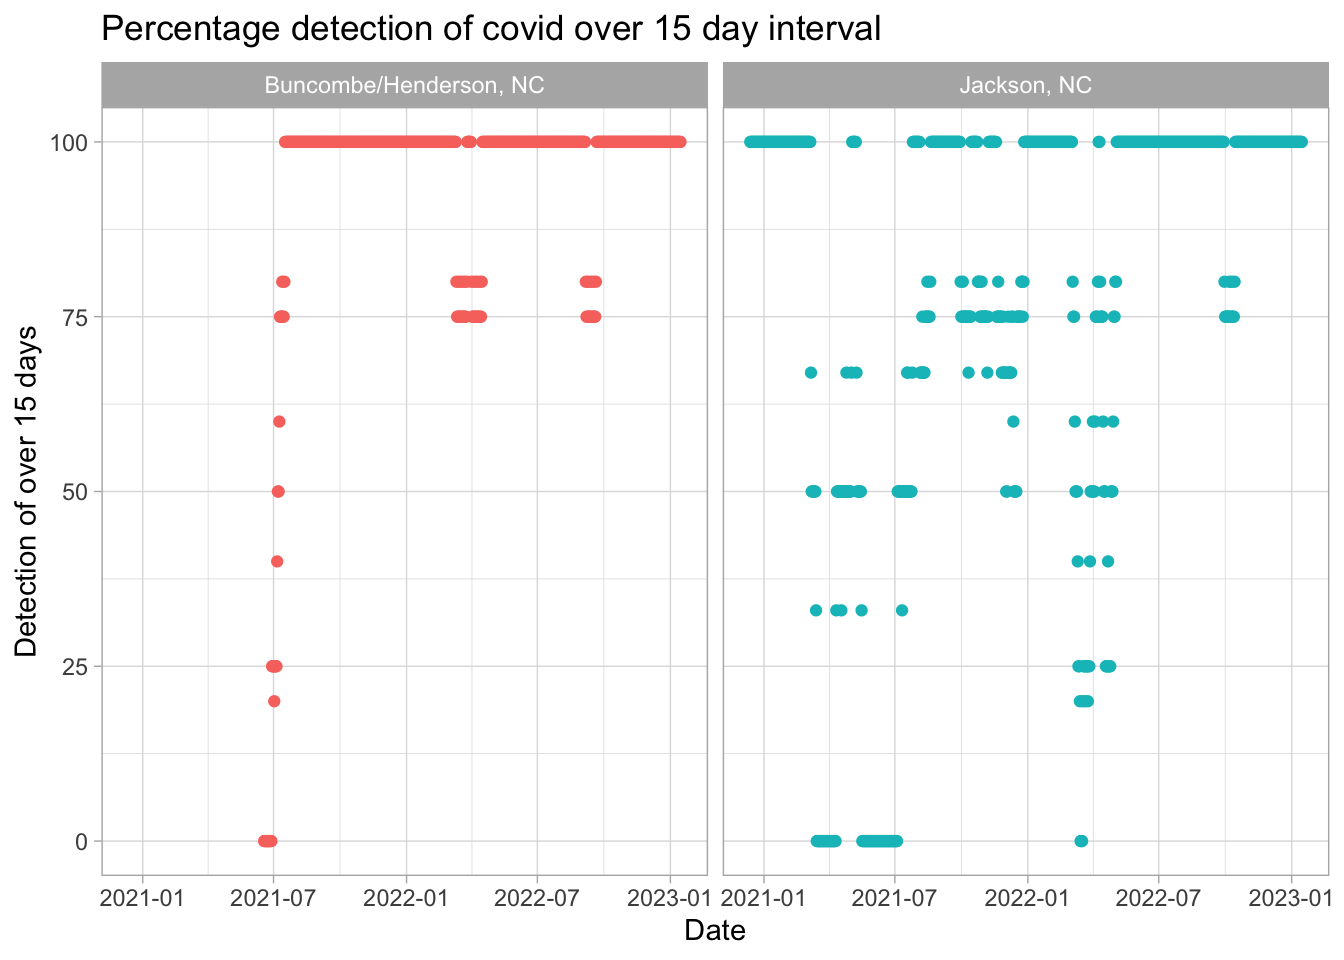 Percentage detection of covid over 15 day interval
Buncombe/Henderson, NC
Jackson, NC
Detection of over 15 days
100
75
50
25
0
2021-01 2021-07 2022-01 2022-07 2023-01
2021-01 2021-07 2022-01 2022-07 2023-01
Date